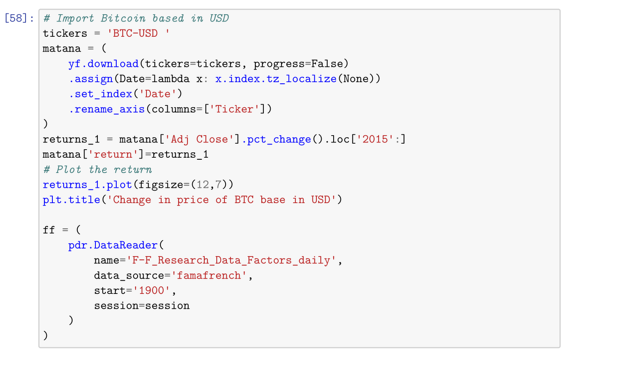 [58]: # Import Bitcoin based in USD
tickers = 'BTC-USD '
matana = (
    yf.download(tickers=tickers, progress=False)
    .assign(Date=lambda x: x.index.tz_localize(None))
    .set_index('Date')
    .rename_axis(columns=['Ticker'])
)
returns_1 = matana['Adj Close'].pct_change().loc['2015':]
matana['return']=returns_1
# Plot the return
returns_1.plot(figsize=(12,7))
plt.title('Change in price of BTC base in USD')

ff = (
    pdr.DataReader(
        name='F-F_Research_Data_Factors_daily',
        data_source='famafrench',
        start='1900',
        session=session
    )
)